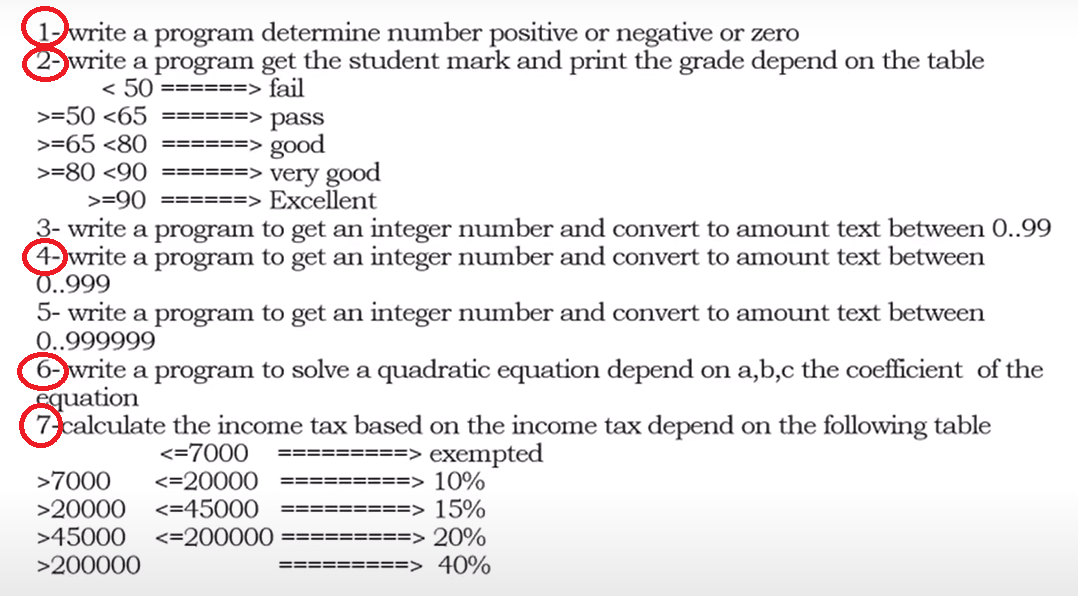 1- write a program determine number positive or negative or zero
2- write a program get the student mark and print the grade depend on the table
< 50 ======> fail
>=50 <65 ======> pass
>=65 <80 ======> good
>=80 <90 ======> very good
>=90 ======> Excellent
3- write a program to get an integer number and convert to amount text between 0..99
4- write a program to get an integer number and convert to amount text between
0..999
5- write a program to get an integer number and convert to amount text between
0..999999
6- write a program to solve a quadratic equation depend on a,b,c the coefficient of the
equation
7-calculate the income tax based on the income tax depend on the following table
<=7000 =========> exempted
>7000 <=20000 =========> 10%
>20000 <=45000 =========> 15%
>45000 <=200000 =========> 20%
>200000 =========> 40%